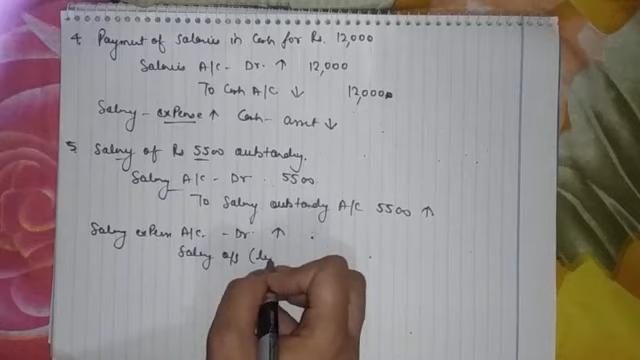 4 Payment of Salaries in Cash for Rs. 12,000
Salaries A/C - Dr. ↑ 12,000
To Cash A/C ↓ 12,000
Salary - expense ↑ Cash - asset ↓
5. Salary of Rs 5500 outstanding.
Salary A/C - Dr 5500
To Salary outstanding A/C 5500 ↑
Salary expense A/C. - Dr. ↑
Salary o/s (